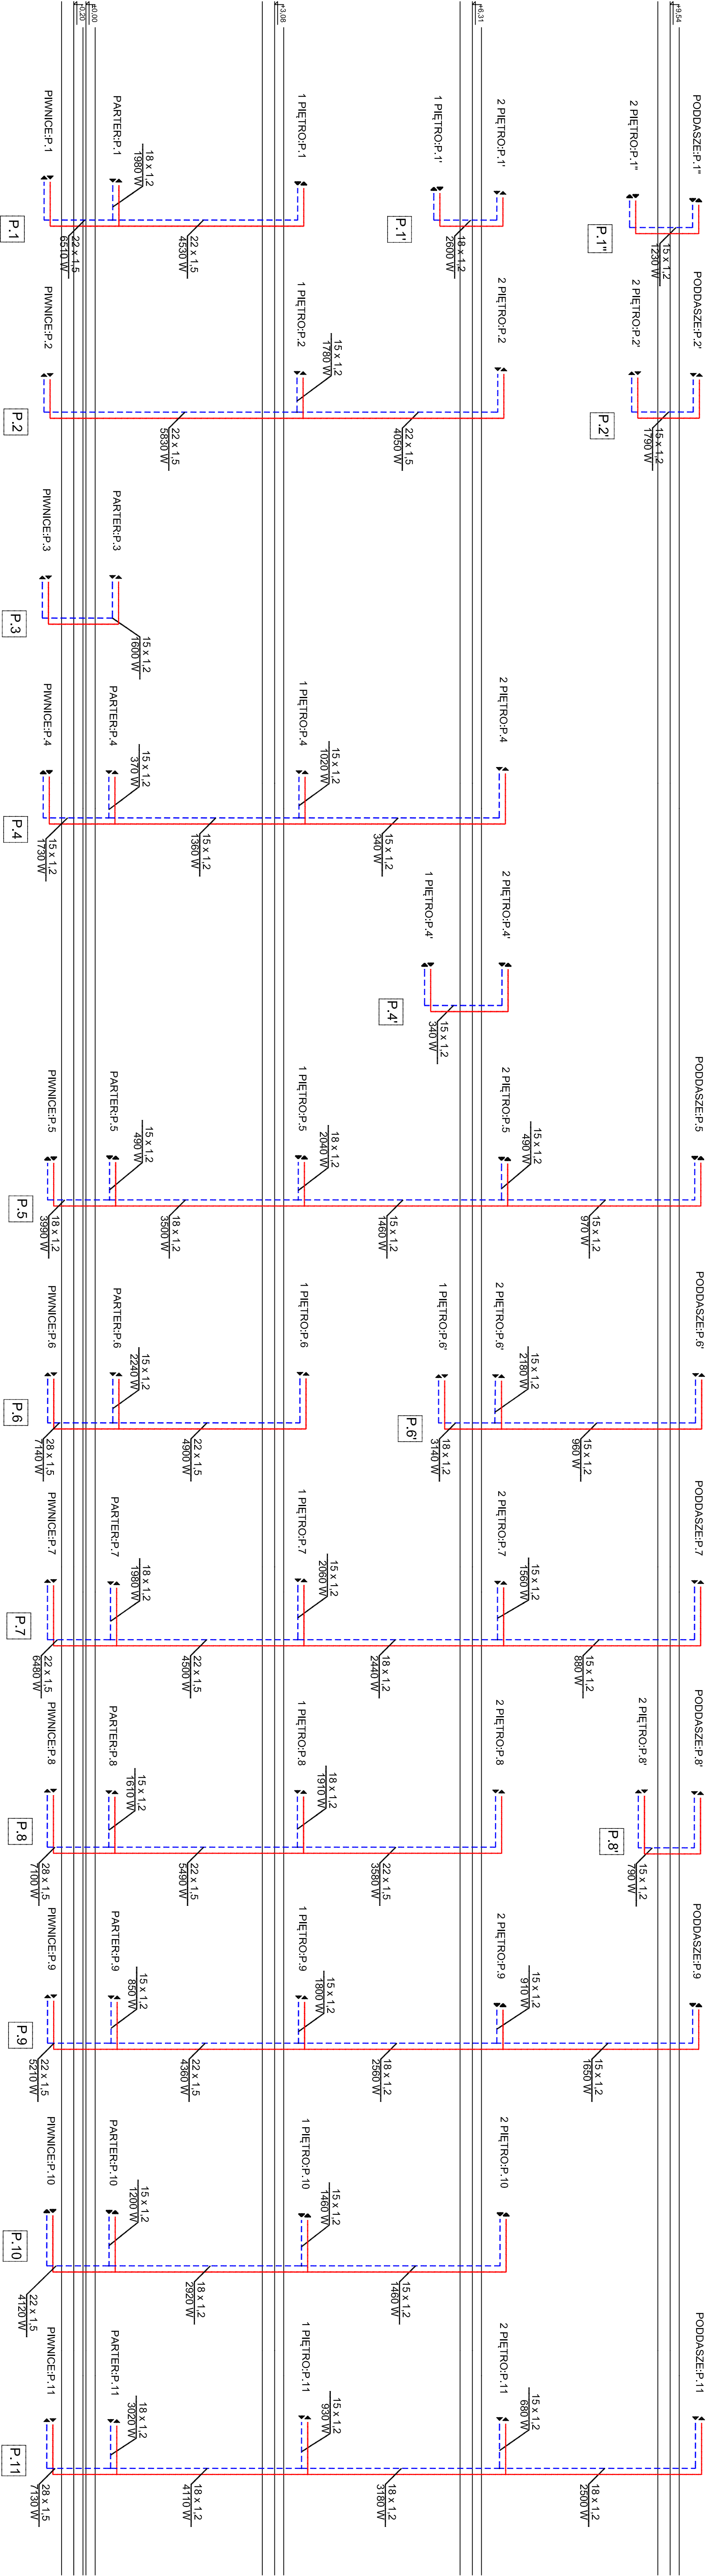 +9,54
PODDASZE:P.1"
PODDASZE:P.2'
PODDASZE:P.5
PODDASZE:P.6'
PODDASZE:P.7
PODDASZE:P.8'
PODDASZE:P.9
PODDASZE:P.11
15 x 1,2
1230 W
15 x 1,2
1790 W
2 PIĘTRO:P.1"
2 PIĘTRO:P.2'
2 PIĘTRO:P.8'
15 x 1,2
790 W
P.1"
P.2'
P.8'
15 x 1,2
970 W
15 x 1,2
960 W
15 x 1,2
880 W
15 x 1,2
1650 W
18 x 1,2
2500 W
15 x 1,2
490 W
15 x 1,2
2180 W
15 x 1,2
1560 W
15 x 1,2
910 W
15 x 1,2
680 W
2 PIĘTRO:P.1'
2 PIĘTRO:P.2
2 PIĘTRO:P.4
2 PIĘTRO:P.4'
2 PIĘTRO:P.5
2 PIĘTRO:P.6'
2 PIĘTRO:P.7
2 PIĘTRO:P.8
2 PIĘTRO:P.9
2 PIĘTRO:P.10
2 PIĘTRO:P.11
+6,31
18 x 1,2
2600 W
15 x 1,2
340 W
18 x 1,2
3140 W
1 PIĘTRO:P.1'
1 PIĘTRO:P.4'
1 PIĘTRO:P.6'
P.1'
P.4'
P.6'
22 x 1,5
4050 W
15 x 1,2
340 W
15 x 1,2
1460 W
18 x 1,2
2440 W
22 x 1,5
3580 W
18 x 1,2
2560 W
15 x 1,2
1460 W
18 x 1,2
3180 W
15 x 1,2
1780 W
15 x 1,2
1020 W
18 x 1,2
2040 W
15 x 1,2
2060 W
18 x 1,2
1910 W
15 x 1,2
1800 W
15 x 1,2
1460 W
15 x 1,2
930 W
1 PIĘTRO:P.1
1 PIĘTRO:P.2
1 PIĘTRO:P.4
1 PIĘTRO:P.5
1 PIĘTRO:P.6
1 PIĘTRO:P.7
1 PIĘTRO:P.8
1 PIĘTRO:P.9
1 PIĘTRO:P.10
1 PIĘTRO:P.11
+3,08
22 x 1,5
4530 W
22 x 1,5
5830 W
15 x 1,2
1360 W
18 x 1,2
3500 W
22 x 1,5
4900 W
22 x 1,5
4500 W
22 x 1,5
5490 W
22 x 1,5
4360 W
18 x 1,2
2920 W
18 x 1,2
4110 W
18 x 1,2
1980 W
15 x 1,2
1600 W
15 x 1,2
370 W
15 x 1,2
490 W
15 x 1,2
2240 W
18 x 1,2
1980 W
15 x 1,2
1610 W
15 x 1,2
850 W
15 x 1,2
1200 W
18 x 1,2
3020 W
PARTER:P.1
PARTER:P.3
PARTER:P.4
PARTER:P.5
PARTER:P.6
PARTER:P.7
PARTER:P.8
PARTER:P.9
PARTER:P.10
PARTER:P.11
±0,00
-0,20
22 x 1,5
6510 W
15 x 1,2
1730 W
18 x 1,2
3990 W
28 x 1,5
7140 W
22 x 1,5
6480 W
28 x 1,5
7100 W
22 x 1,5
5210 W
22 x 1,5
4120 W
28 x 1,5
7130 W
PIWNICE:P.1
PIWNICE:P.2
PIWNICE:P.3
PIWNICE:P.4
PIWNICE:P.5
PIWNICE:P.6
PIWNICE:P.7
PIWNICE:P.8
PIWNICE:P.9
PIWNICE:P.10
PIWNICE:P.11
P.1
P.2
P.3
P.4
P.5
P.6
P.7
P.8
P.9
P.10
P.11